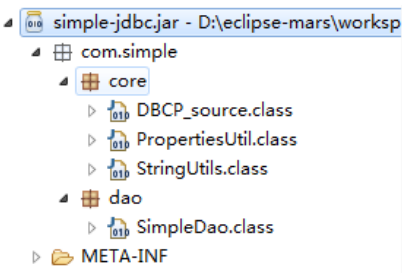 simple-jdbc.jar - D:\eclipse-mars\worksp
com.simple
core
DBCP_source.class
PropertiesUtil.class
StringUtils.class
dao
SimpleDao.class
META-INF